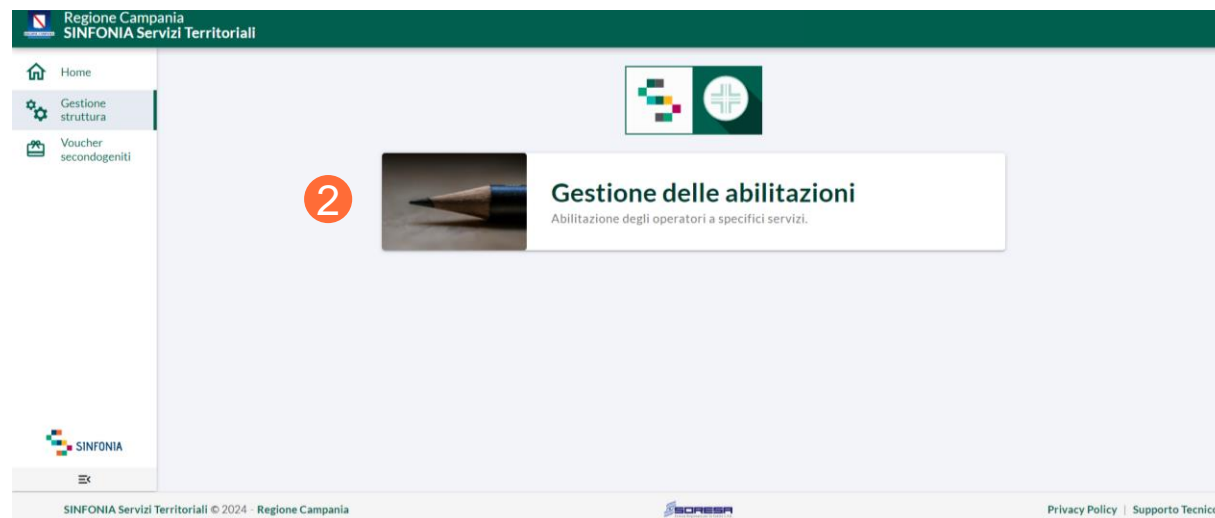 Regione Campania
SINFONIA Servizi Territoriali
Home
Gestione
struttura
Voucher
secondogeniti
2
Gestione delle abilitazioni
Abilitazione degli operatori a specifici servizi.
SINFONIA
SINFONIA Servizi Territoriali © 2024 - Regione Campania
SORESA
Privacy Policy | Supporto Tecnico